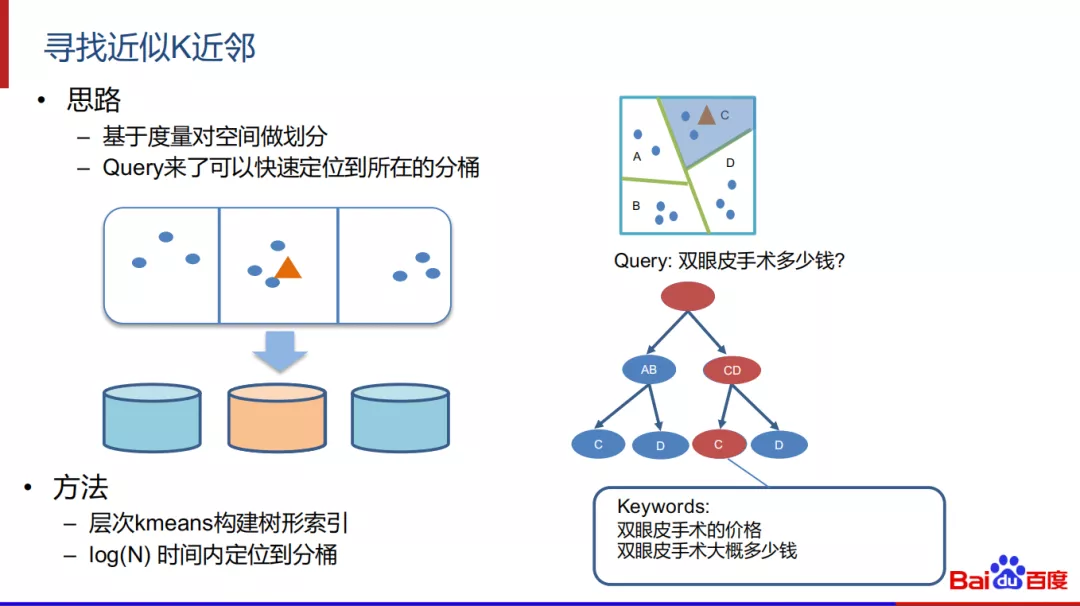 寻找近似K近邻
• 思路
– 基于度量对空间做划分
– Query来了可以快速定位到所在的分桶
• 方法
– 层次kmeans构建树形索引
– log(N) 时间内定位到分桶
C
A
D
B
Query: 双眼皮手术多少钱?
AB
CD
C
D
C
D
Keywords:
双眼皮手术的价格
双眼皮手术大概多少钱
Bai du 百度